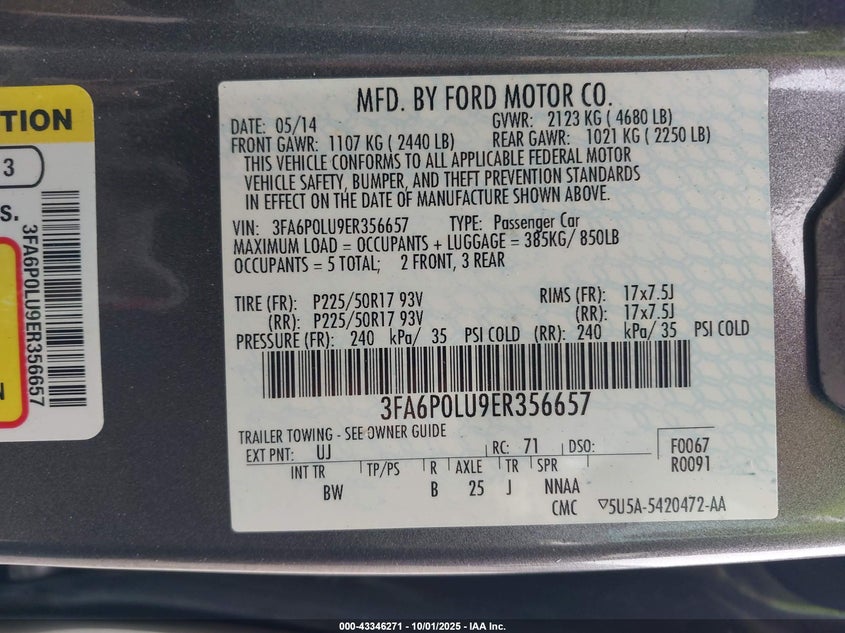 TION
3
S.
3FA6P0LU9ER356657
N
MFD. BY FORD MOTOR CO.
DATE: 05/14 GVWR: 2123 KG ( 4680 LB)
FRONT GAWR: 1107 KG ( 2440 LB) REAR GAWR: 1021 KG ( 2250 LB)
THIS VEHICLE CONFORMS TO ALL APPLICABLE FEDERAL MOTOR
VEHICLE SAFETY, BUMPER, AND THEFT PREVENTION STANDARDS
IN EFFECT ON THE DATE OF MANUFACTURE SHOWN ABOVE.
VIN: 3FA6P0LU9ER356657 TYPE: Passenger Car
MAXIMUM LOAD = OCCUPANTS + LUGGAGE = 385KG/ 850LB
OCCUPANTS = 5 TOTAL; 2 FRONT, 3 REAR
TIRE (FR): P225/50R17 93V RIMS (FR): 17x7.5J
(RR): P225/50R17 93V (RR): 17x7.5J
PRESSURE (FR): 240 kPa/ 35 PSI COLD (RR): 240 kPa/ 35 PSI COLD
3FA6P0LU9ER356657
TRAILER TOWING - SEE OWNER GUIDE
EXT PNT: UJ RC: 71 DSO: F0067
R0091
INT TR TP/PS R AXLE TR SPR
BW B 25 J NNAA
CMC ▽5U5A-5420472-AA
000-43346271 - 10/01/2025 - IAA Inc.